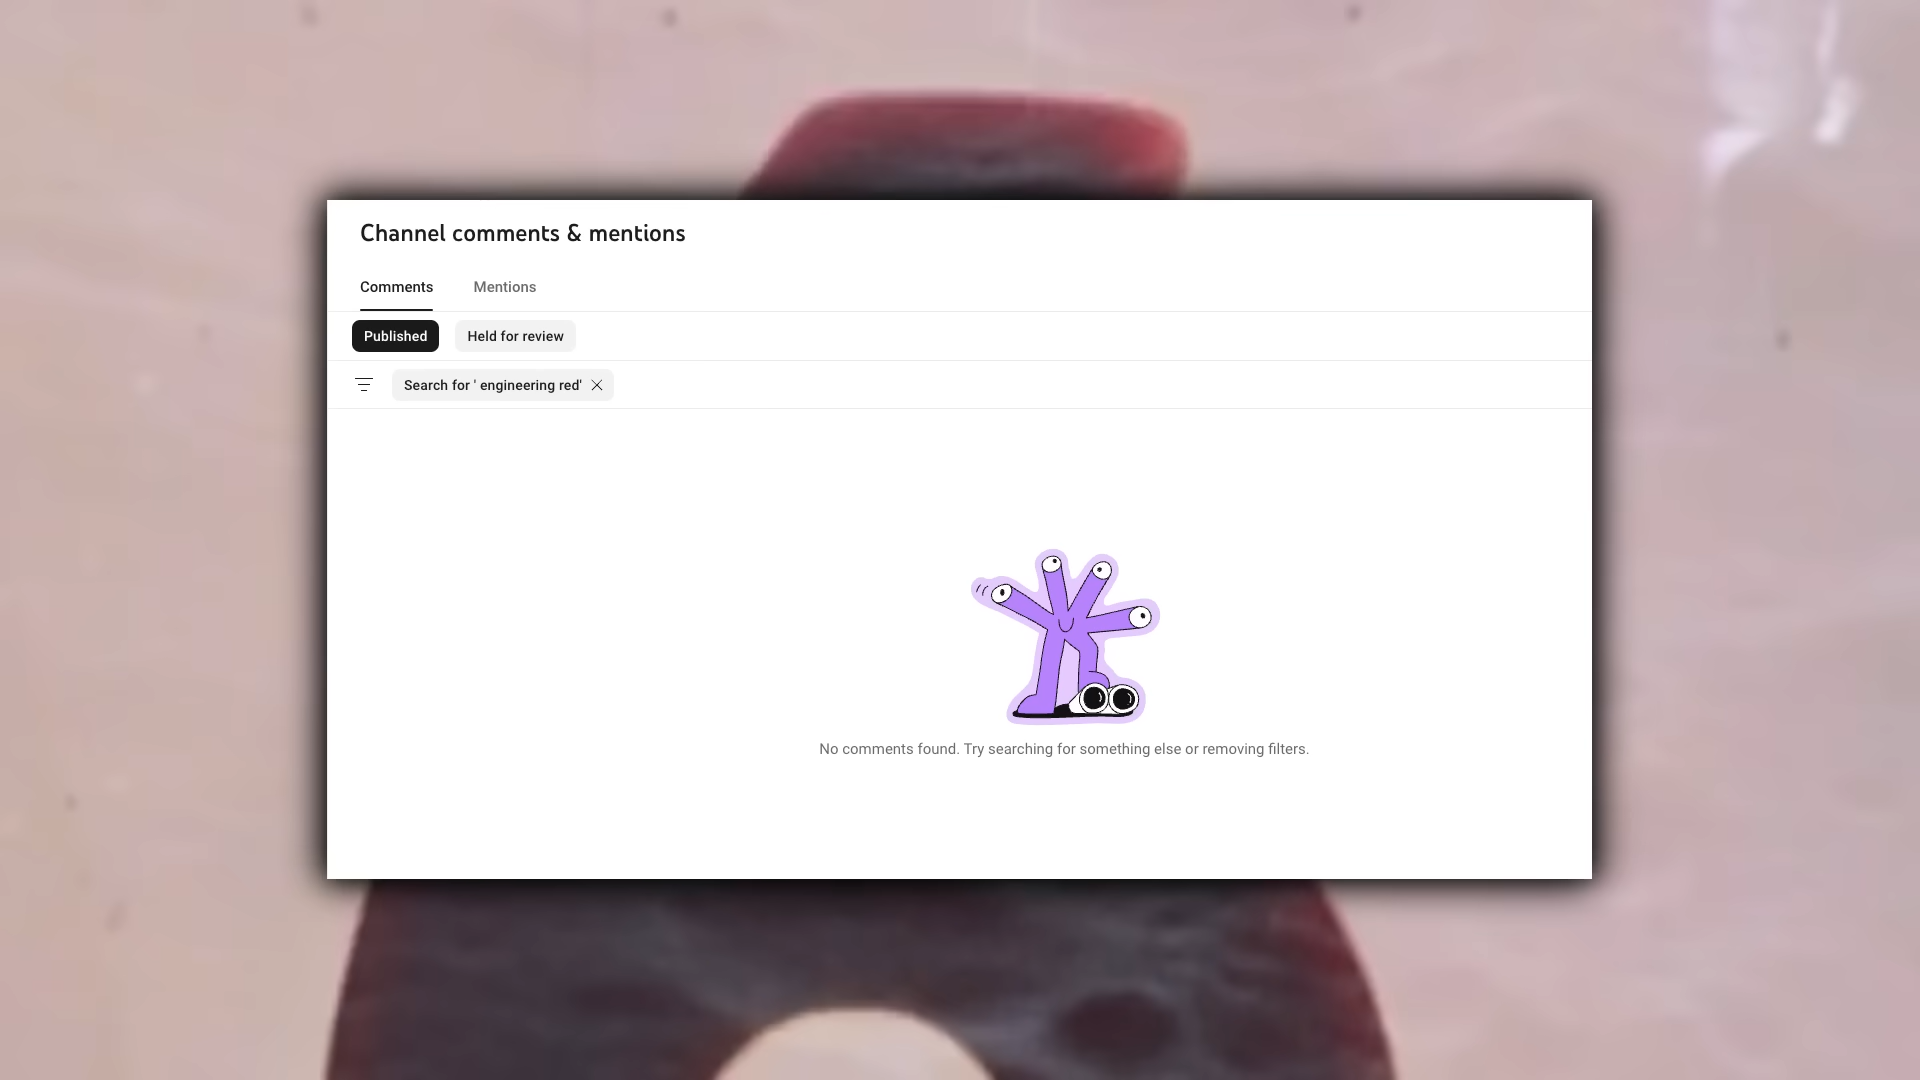 Channel comments & mentions
Comments Mentions
Published Held for review
Search for ' engineering red'
No comments found. Try searching for something else or removing filters.